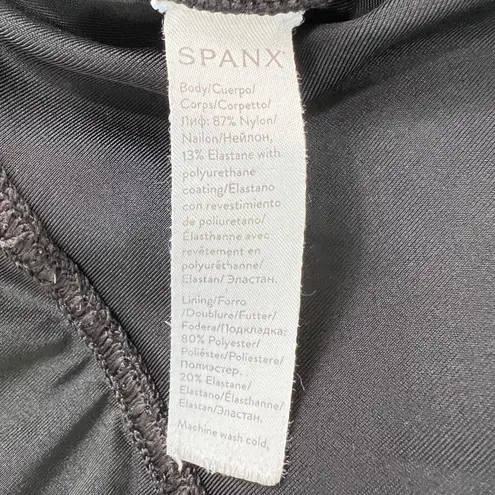 SPANX
Body/Cuerpo/
Corps/Corpetto/
Лиф: 87% Nylon/
Nailon/Нейлон,
13% Elastane with
polyurethane
coating/Elastano
con revestimiento
de poliuretano/
Élasthanne avec
revêtement en
polyuréthanne/
Elastan/ Эластан.
Lining/Forro
/Doublure/Futter/
Fodera/Подкладка:
80% Polyester/
Poliéster/Poliestere/
Полиэстер.
20% Elastane/
Elastano/Élasthanne/
Elastan/Эластан.
Machine wash cold,